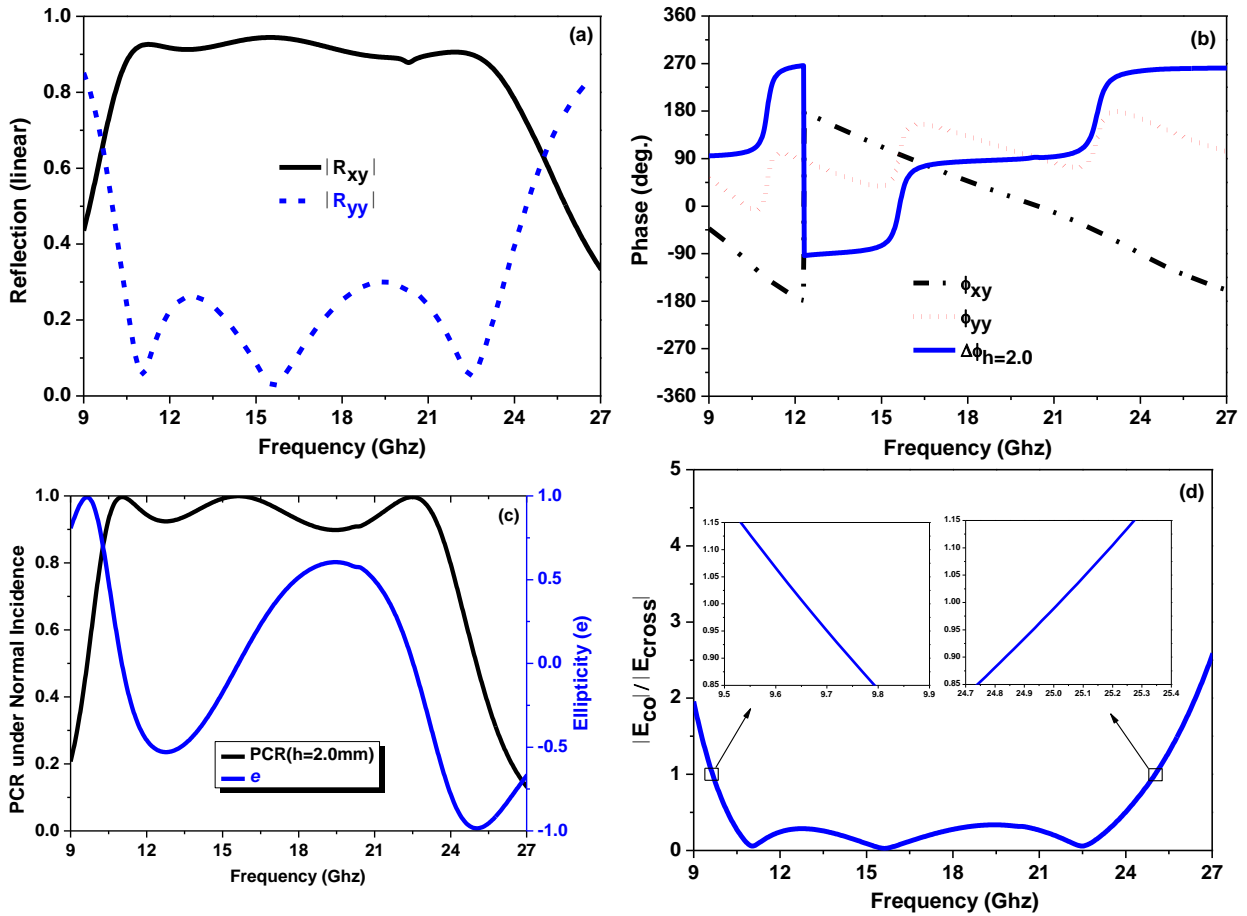 (a)
1.0
0.8
0.6
0.4
0.2
0.0
Reflection (linear)
|Rxy|
|Ryy|
9 12 15 18 21 24 27
Frequency (Ghz)
(b)
360
270
180
90
0
-90
-180
-270
-360
Phase (deg.)
ϕxy
ϕyy
Δϕh=2.0
9 12 15 18 21 24 27
Frequency (Ghz)
(c)
1.0
0.8
0.6
0.4
0.2
0.0
PCR under Normal Incidence
PCR(h=2.0mm)
e
1.0
0.5
0.0
-0.5
-1.0
Ellipticity (e)
9 12 15 18 21 24 27
Frequency (Ghz)
(d)
5
4
3
2
1
0
|Eco|/|Ecross|
1.15
1.10
1.05
1.00
0.95
0.90
0.85
9.5 9.6 9.7 9.8 9.9
1.15
1.10
1.05
1.00
0.95
0.90
0.85
24.7 24.8 24.9 25.0 25.1 25.2 25.3 25.4
9 12 15 18 21 24 27
Frequency (Ghz)